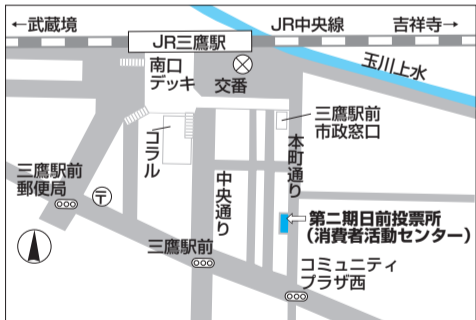 ←武蔵境
JR中央線
吉祥寺→
JR三鷹駅
南口
デッキ
交番
玉川上水
三鷹駅前
市政窓口
コラル
本町通り
三鷹駅前
郵便局
中央通り
第二期日前投票所
(消費者活動センター)
三鷹駅前
コミュニティ
プラザ西